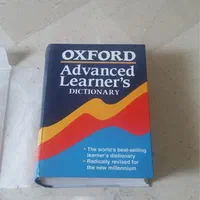 OXFORD
Advanced
Learner's
DICTIONARY
• The world's best-selling
learner's dictionary
• Radically revised for
the new millennium